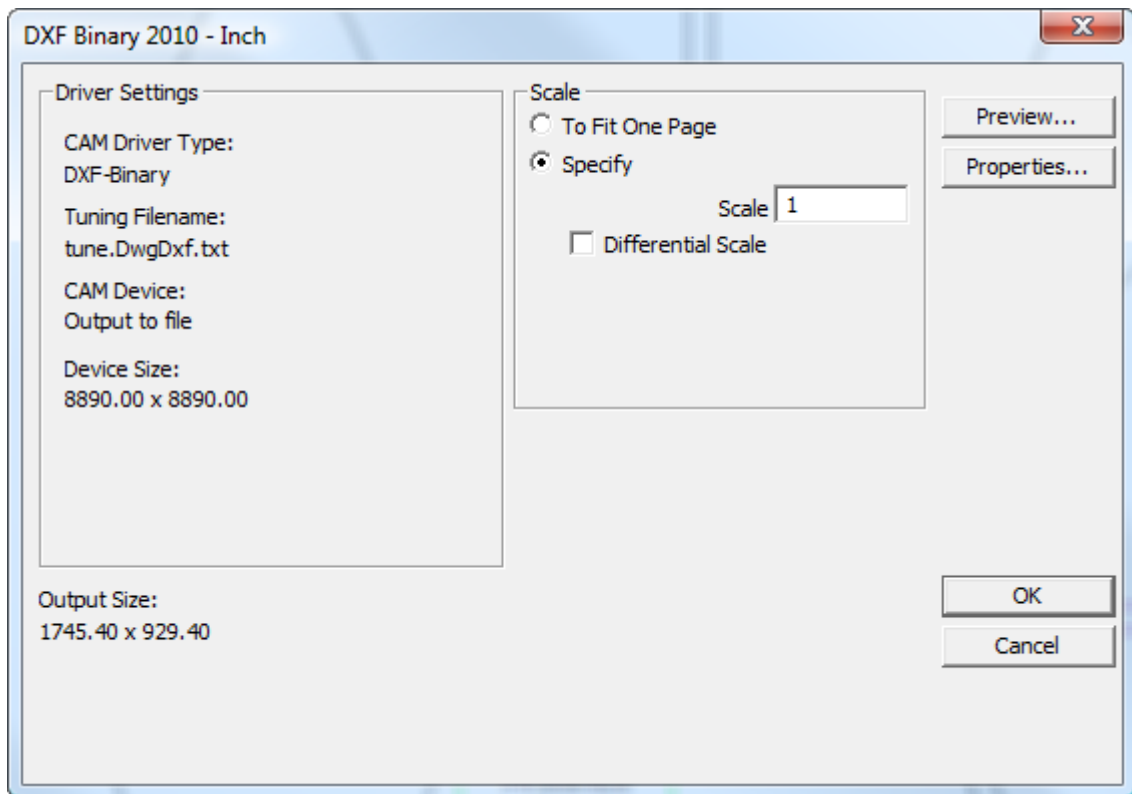 DXF Binary 2010 - Inch
Driver Settings
CAM Driver Type:
DXF-Binary
Tuning Filename:
tune.DwgDxf.txt
CAM Device:
Output to file
Device Size:
8890.00 x 8890.00
Scale
To Fit One Page
Specify
Scale 1
Differential Scale
Preview...
Properties...
Output Size:
1745.40 x 929.40
OK
Cancel